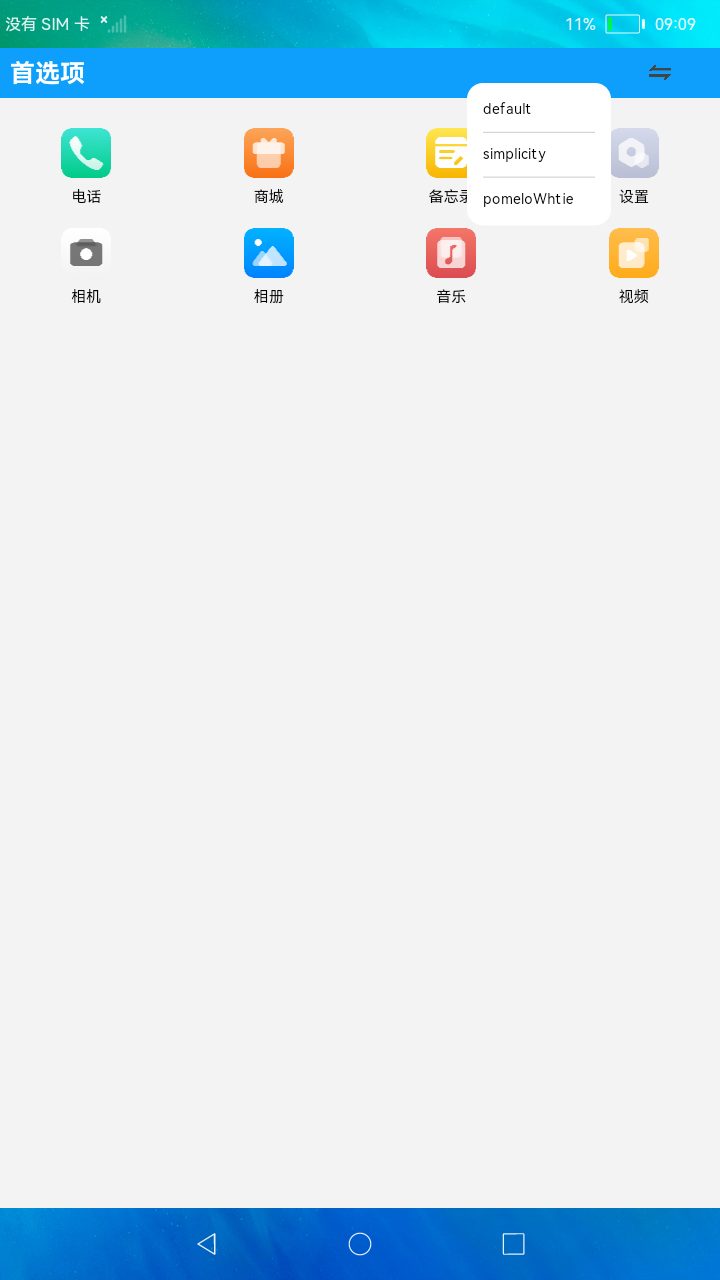 没有 SIM 卡
11%
09:09
首选项
default
simplicity
pomeloWhtie
电话
商城
备忘录
设置
相机
相册
音乐
视频